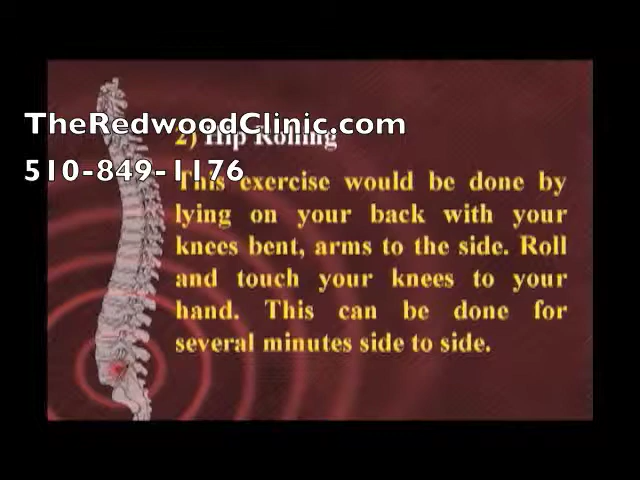 TheRedwoodClinic.com
2) Hip Rolling
510-849-1176
This exercise would be done by
lying on your back with your
knees bent, arms to the side. Roll
and touch your knees to your
hand. This can be done for
several minutes side to side.